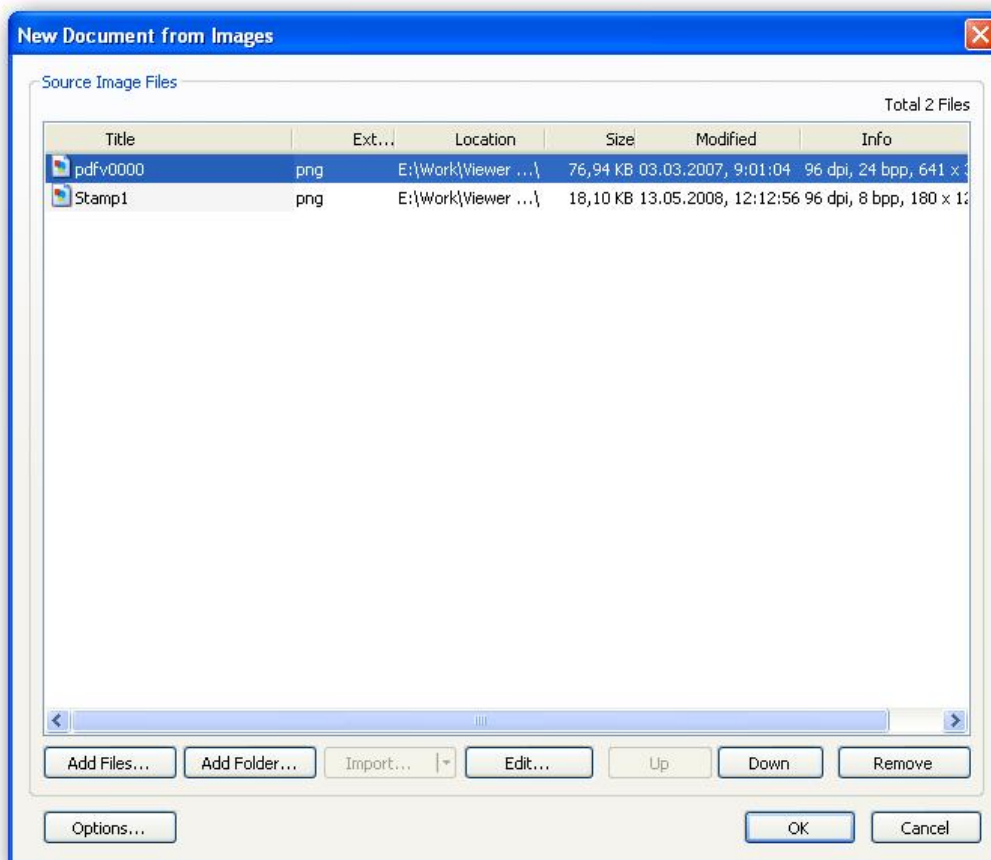 New Document from Images
Source Image Files
Total 2 Files
Title Ext... Location Size Modified Info
pdfv0000 png E:\Work\Viewer ...\ 76,94 KB 03.03.2007, 9:01:04 96 dpi, 24 bpp, 641 x
Stamp1 png E:\Work\Viewer ...\ 18,10 KB 13.05.2008, 12:12:56 96 dpi, 8 bpp, 180 x
Add Files... Add Folder... Import... Edit... Up Down Remove
Options... OK Cancel